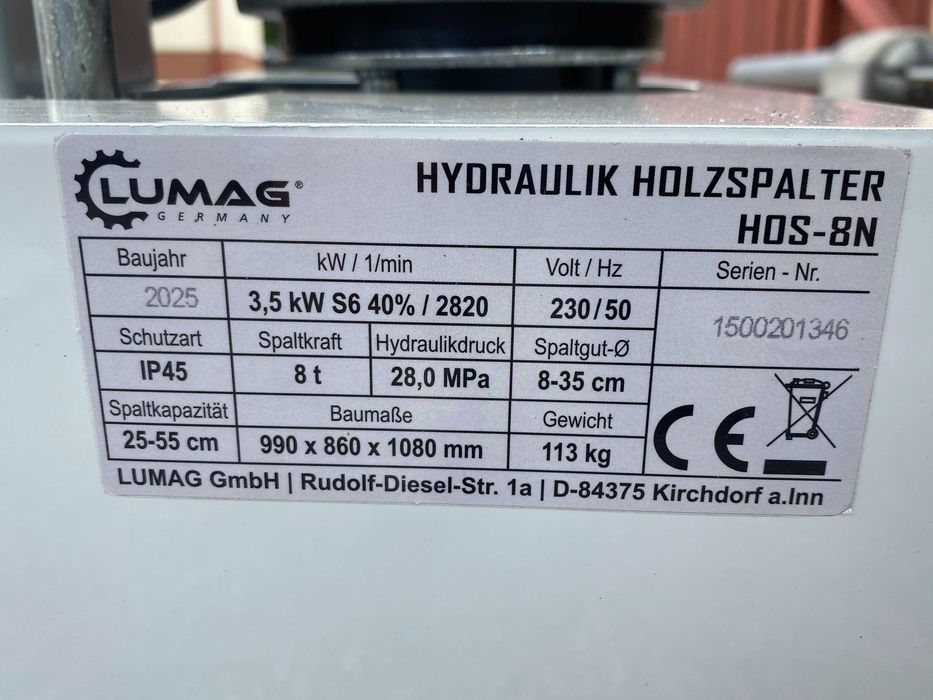 LUMAG®
GERMANY
HYDRAULIK HOLZSPALTER
HOS-8N
Baujahr kW / 1/min Volt / Hz Serien - Nr.
2025 3,5 kW S6 40% / 2820 230/50 1500201346
Schutzart Spaltkraft Hydraulikdruck Spaltgut-Ø
IP45 8 t 28,0 MPa 8-35 cm
Spaltkapazität Baumaße Gewicht
25-55 cm 990 x 860 x 1080 mm 113 kg
CE
LUMAG GmbH | Rudolf-Diesel-Str. 1a | D-84375 Kirchdorf a.Inn